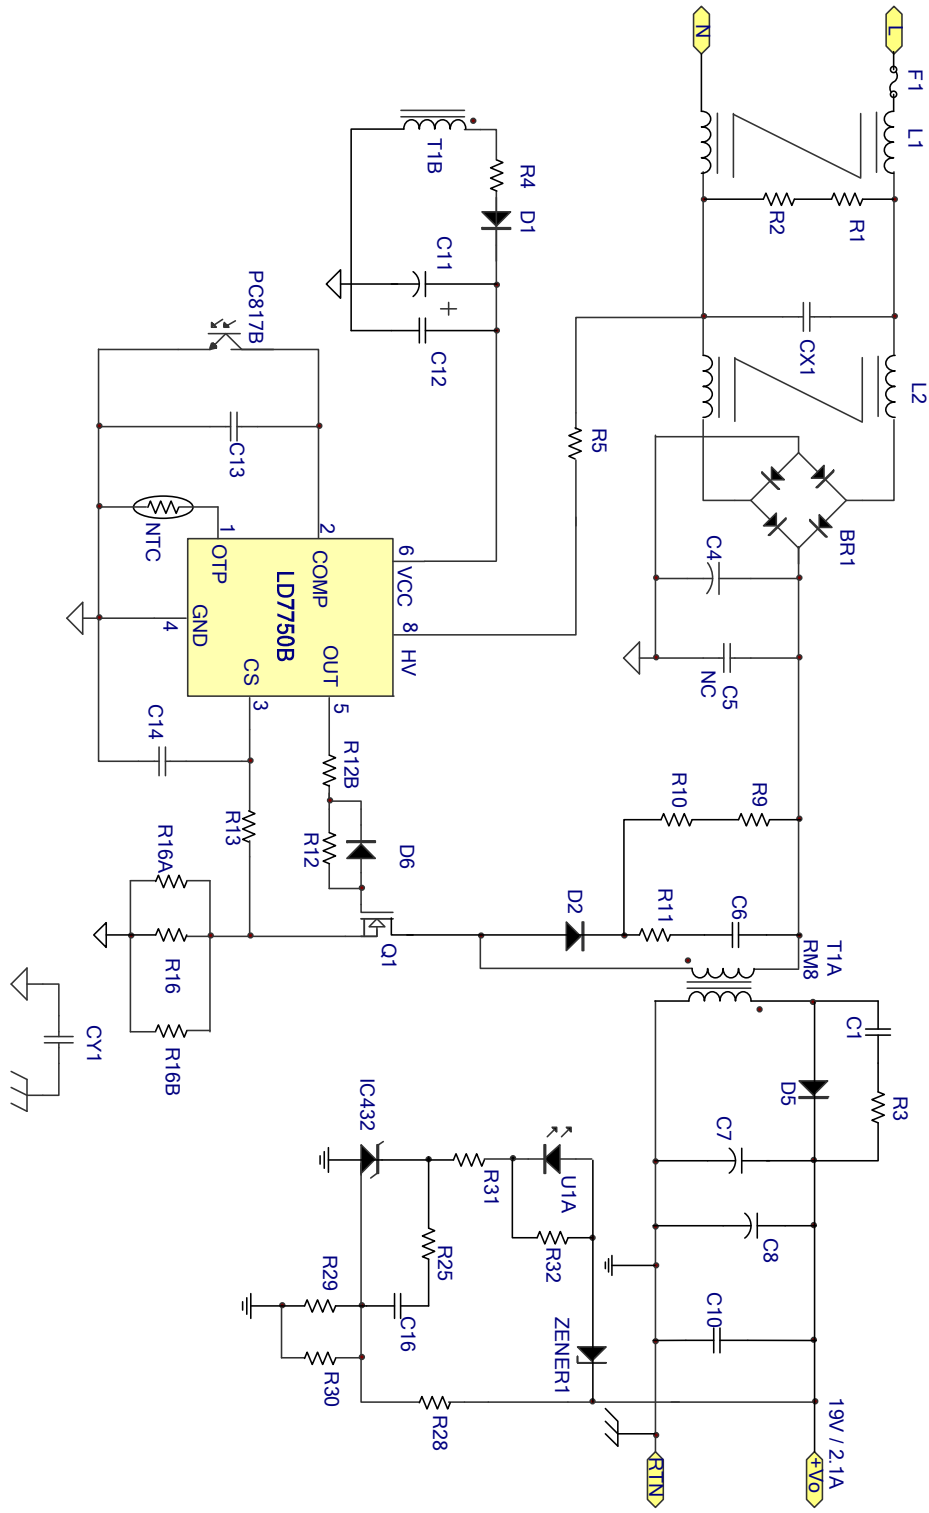 L
F1
L1
N
R1
R2
CX1
L2
BR1
C4
C5
NC
R9
R10
C6
R11
D2
T1A
RM8
C1
R3
D5
C7
C8
C10
19V / 2.1A
+Vo
RTN
T1B
R4
D1
C11
+
C12
R5
PC817B
C13
NTC
1
OTP
2
COMP
6
VCC
8
HV
LD7750B
4
GND
CS
3
OUT
5
C14
R13
R12B
R12
D6
Q1
R16A
R16
R16B
CY1
IC432
R31
U1A
R32
R25
C16
R29
R30
R28
ZENER1